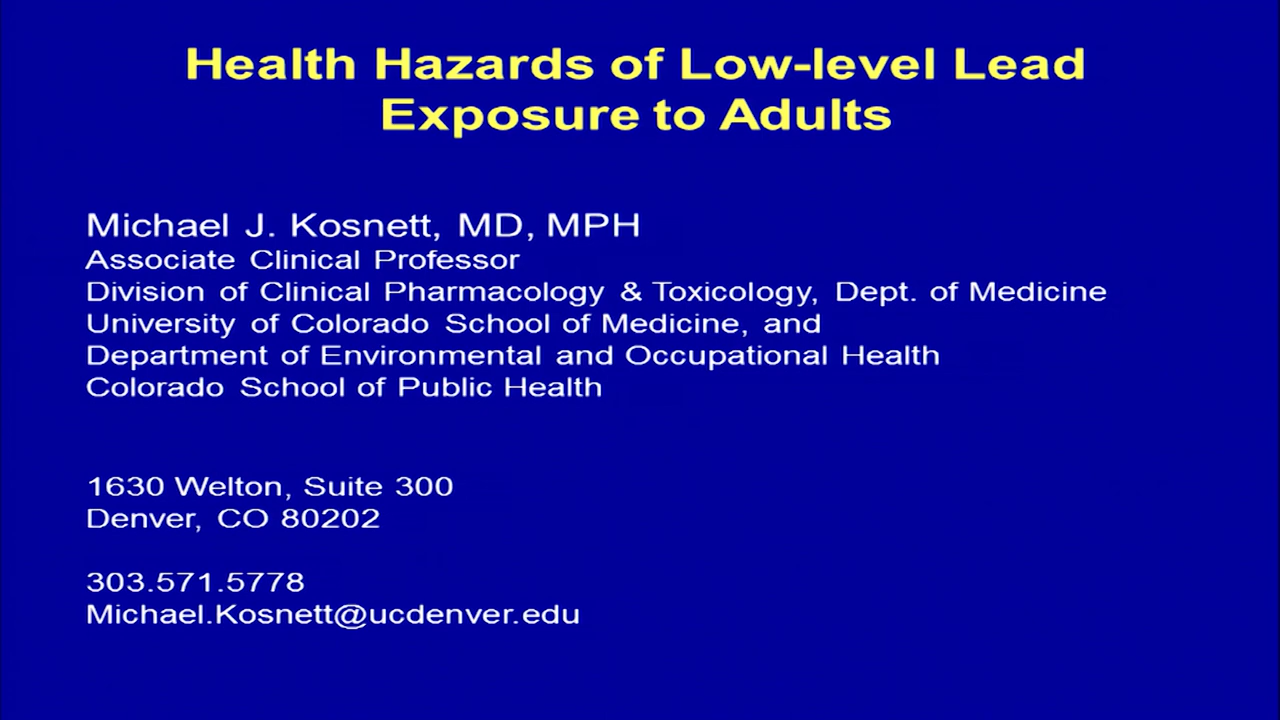 Health Hazards of Low-level Lead
Exposure to Adults
Michael J. Kosnett, MD, MPH
Associate Clinical Professor
Division of Clinical Pharmacology & Toxicology, Dept. of Medicine
University of Colorado School of Medicine, and
Department of Environmental and Occupational Health
Colorado School of Public Health
1630 Welton, Suite 300
Denver, CO 80202
303.571.5778
Michael.Kosnett@ucdenver.edu